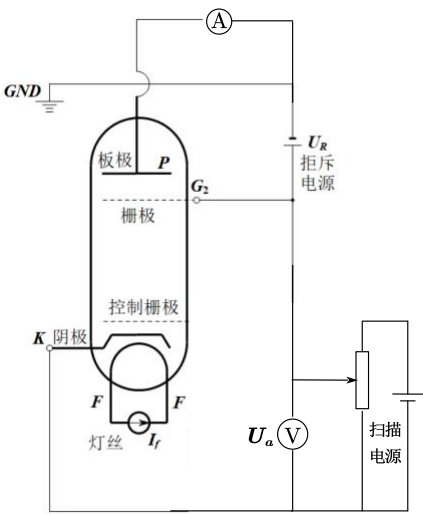 A
GND
U_R
拒斥
电源
板极 P
G₂
栅极
控制栅极
K 阴极
F F
灯丝 I_f
U_a V
扫描
电源